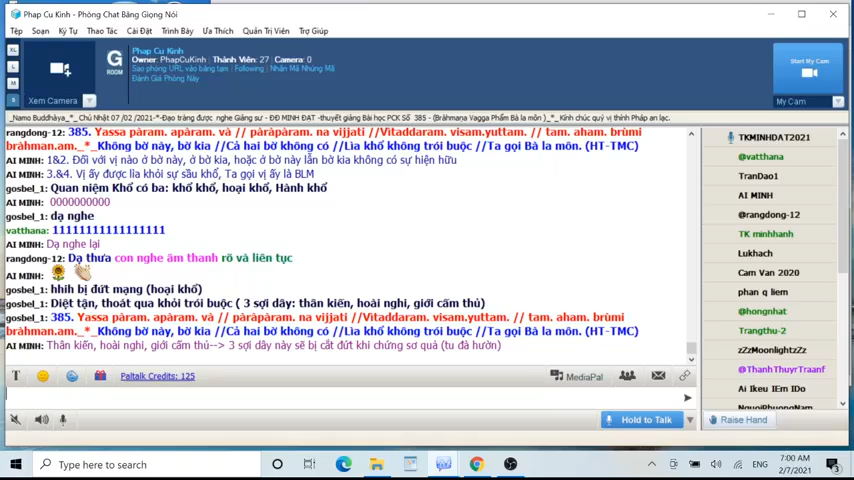 Phap Cu Kinh - Phòng Chat Bằng Giọng Nói
Tệp Soạn Ký Tự Thao Tác Cài Đặt Trình Bày Ưa Thích Quản Trị Viên Trợ Giúp
XL
L
M
S
Xem Camera
G
ROOM
Phap Cu Kinh
Owner: PhapCuKinh | Thành Viên: 27 | Camera: 0
Sao phỏng URL vào bảng tạm | Following | Nhận Mã Nhúng Mã
Đánh Giá Phòng Này
Start My Cam
My Cam
_Namo Buddhàya_*_ Chủ Nhật 07/02/2021-*-Đạo tràng được nghe Giảng sư- ĐĐ MINH ĐẠT -thuyết giảng Bài học PCK Số 385 - (Bràhmaṇa Vagga Phẩm Bà la môn)_*_Kính chúc quý vị thính Pháp an lạc.
rangdong-12: 385. Yassa pàram. apàram. và // pàràpàram. na vijjati //Vitaddaram. visam.yuttam. // tam. aham. brùmi
bràhman.am._*_Không bờ này, bờ kia //Cả hai bờ không có //Lìa khổ không trói buộc //Ta gọi Bà la môn. (HT-TMC)
AI MINH: 1&2. Đối với vị nào ở bờ này, ở bờ kia, hoặc ở bờ này lẫn bờ kia không có sự hiện hữu
AI MINH: 3.&4. Vị ấy được lìa khỏi sự sầu khổ, Ta gọi vị ấy là BLM
gosbel_1: Quan niệm Khổ có ba: khổ khổ, hoại khổ, Hành khổ
AI MINH: 0000000000
gosbel_1: dạ nghe
vatthana: 11111111111111111
AI MINH: Dạ nghe lại
rangdong-12: Dạ thưa con nghe âm thanh rõ và liên tục
AI MINH:
gosbel_1: hhih bị đứt mạng (hoại khổ)
gosbel_1: Diệt tận, thoát qua khỏi trói buộc ( 3 sợi dây: thân kiến, hoài nghi, giới cấm thủ)
gosbel_1: 385. Yassa pàram. apàram. và // pàràpàram. na vijjati //Vitaddaram. visam.yuttam. // tam. aham. brùmi
bràhman.am._*_Không bờ này, bờ kia //Cả hai bờ không có //Lìa khổ không trói buộc //Ta gọi Bà la môn. (HT-TMC)
AI MINH: Thân kiến, hoài nghi, giới cấm thủ--> 3 sợi dây này sẽ bị cắt đứt khi chứng sơ quả (tu đà hườn)
TKMINHDAT2021
@vatthana
TranDao1
AI MINH
@rangdong-12
TK minhhanh
Lukhach
Cam Van 2020
phan q liem
@hongnhat
Trangthu-2
zZzMoonlightzZz
@ThanhThuyrTraanf
Ai Ikeu IEm IDo
NguoiPhuongNam
T
Paltalk Credits: 125
MediaPal
Hold to Talk
Raise Hand
Type here to search
ENG
7:00 AM
2/7/2021
3